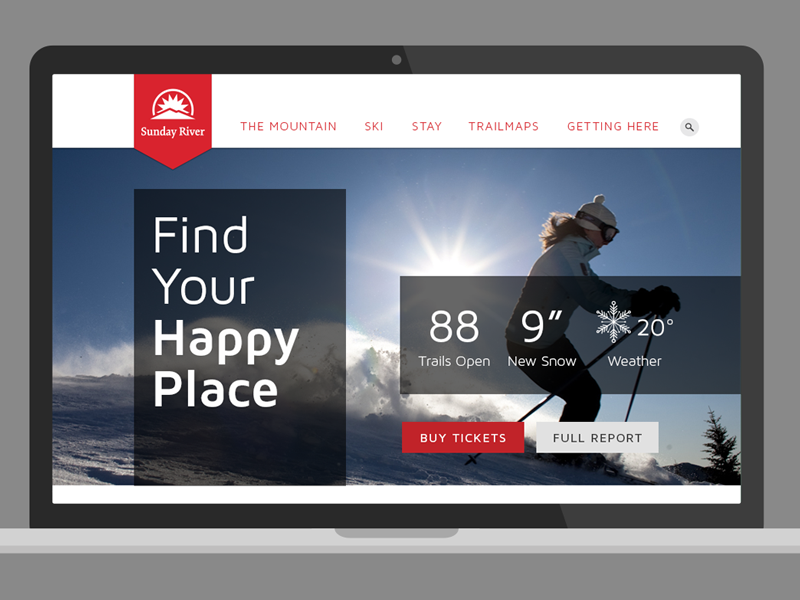 Sunday River
THE MOUNTAIN SKI STAY TRAILMAPS GETTING HERE
Find
Your
Happy
Place
88 9” 20°
Trails Open New Snow Weather
BUY TICKETS FULL REPORT